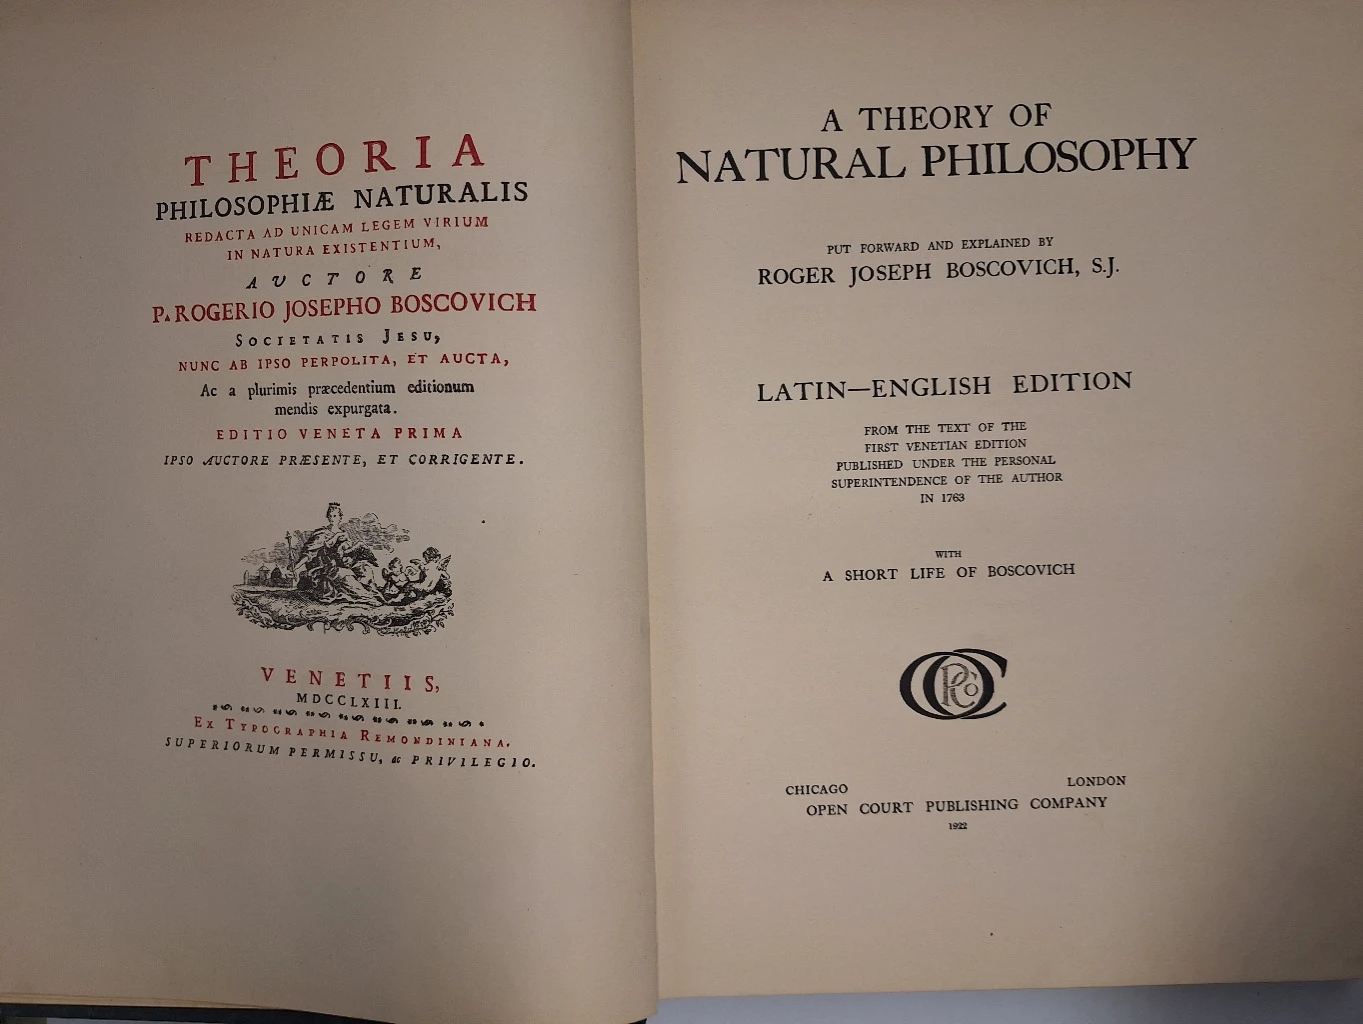 THEORIA
PHILOSOPHIÆ NATURALIS
REDACTA AD UNICAM LEGEM VIRIUM
IN NATURA EXISTENTIUM,
AUCTORE
P. ROGERIO JOSEPHO BOSCOVICH
SOCIETATIS JESU,
NUNC AB IPSO PERPOLITA, ET AUCTA,
Ac a plurimis præcedentium editionum
mendis expurgata.
EDITIO VENETA PRIMA
IPSO AUCTORE PRÆSENTE, ET CORRIGENTE.
VENETIIS,
MDCCLXIII.
EX TYPOGRAPHIA REMONDINIANA.
SUPERIORUM PERMISSU, ac PRIVILEGIO.
A THEORY OF
NATURAL PHILOSOPHY
PUT FORWARD AND EXPLAINED BY
ROGER JOSEPH BOSCOVICH, S.J.
LATIN—ENGLISH EDITION
FROM THE TEXT OF THE
FIRST VENETIAN EDITION
PUBLISHED UNDER THE PERSONAL
SUPERINTENDENCE OF THE AUTHOR
IN 1763
WITH
A SHORT LIFE OF BOSCOVICH
OCPCo
CHICAGO LONDON
OPEN COURT PUBLISHING COMPANY
1922